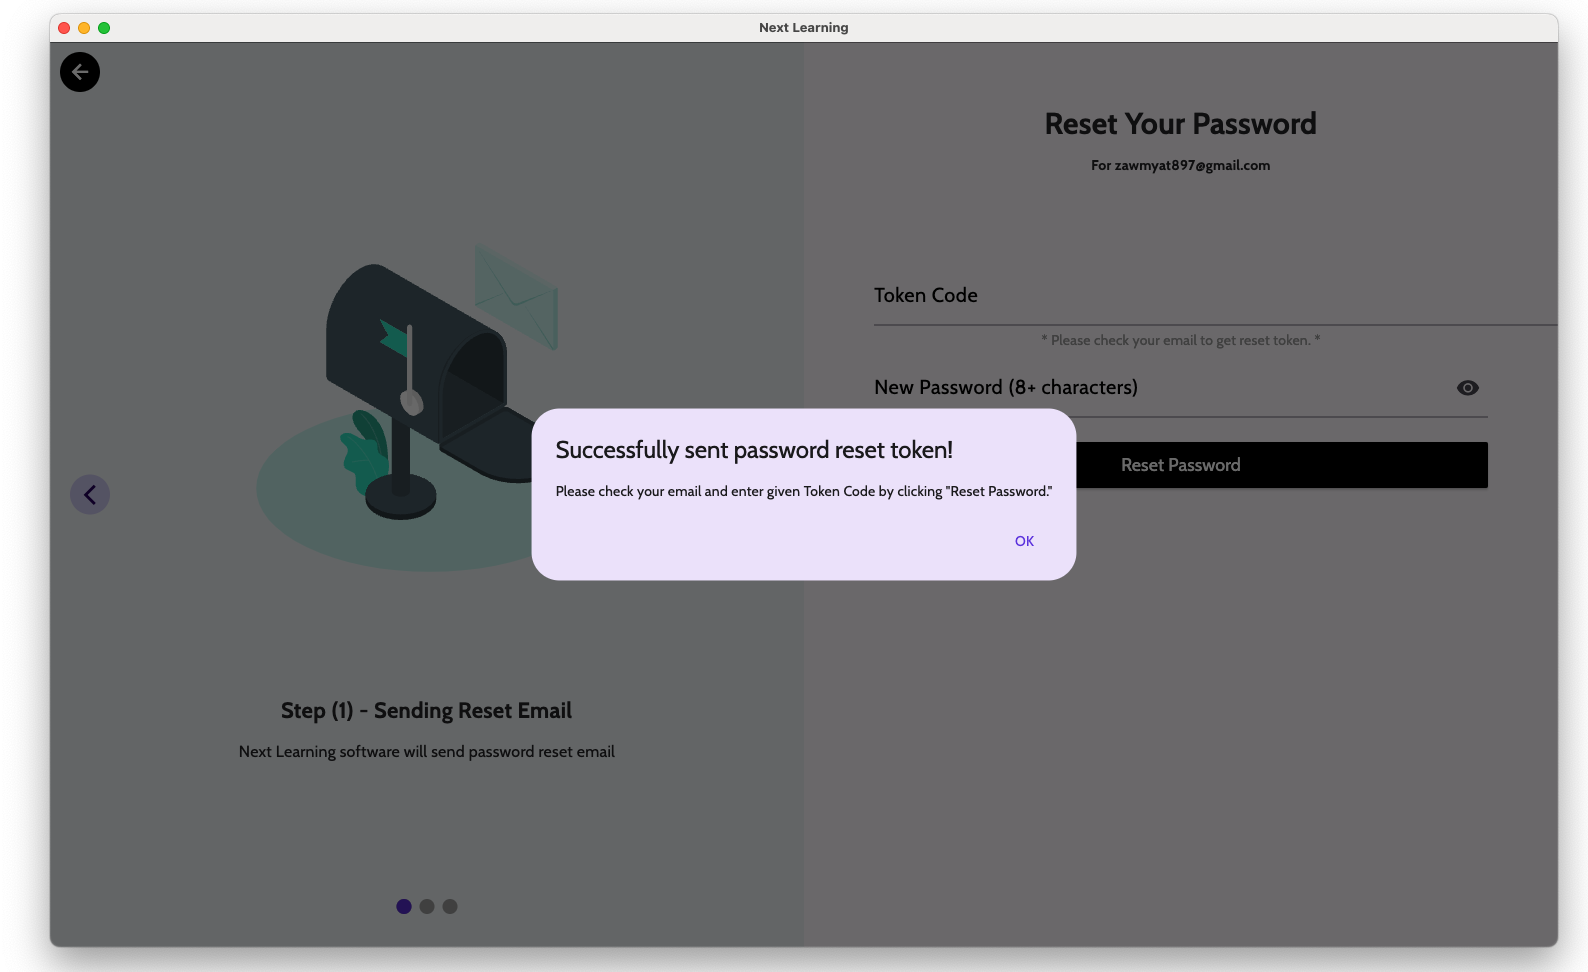 Next Learning
Reset Your Password
For zawmyat897@gmail.com
Token Code
* Please check your email to get reset token. *
New Password (8+ characters)
Reset Password
Successfully sent password reset token!
Please check your email and enter given Token Code by clicking "Reset Password."
OK
Step (1) - Sending Reset Email
Next Learning software will send password reset email